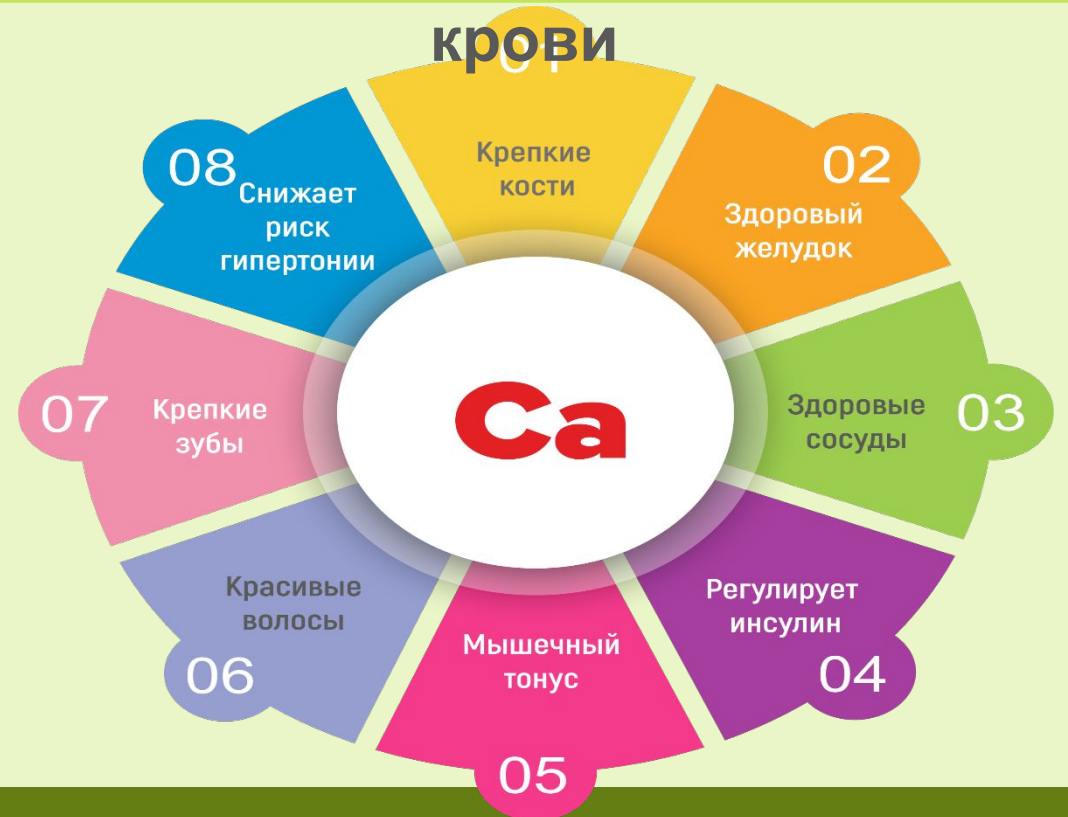 крови
01
Крепкие
кости
02
Здоровый
желудок
03
Здоровые
сосуды
04
Регулирует
инсулин
05
Мышечный
тонус
06
Красивые
волосы
07
Крепкие
зубы
08
Снижает
риск
гипертонии
Ca